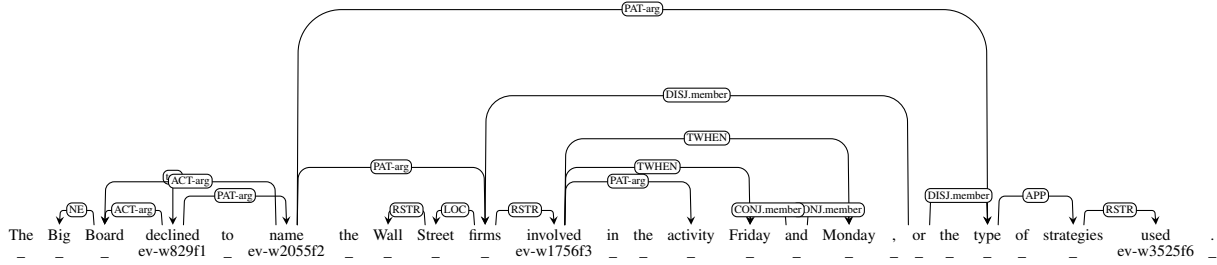 PAT-arg
DISJ.member
TWHEN
PAT-arg TWHEN
ACT-arg PAT-arg
PAT-arg DISJ.member APP
NE ACT-arg RSTR LOC RSTR CONJ.member RSTR
The Big Board declined to name the Wall Street firms involved in the activity Friday and Monday , or the type of strategies used .
_ _ _ ev-w829f1 _ ev-w2055f2 _ _ _ _ ev-w1756f3 _ _ _ _ _ _ _ _ _ _ _ _ ev-w3525f6 _